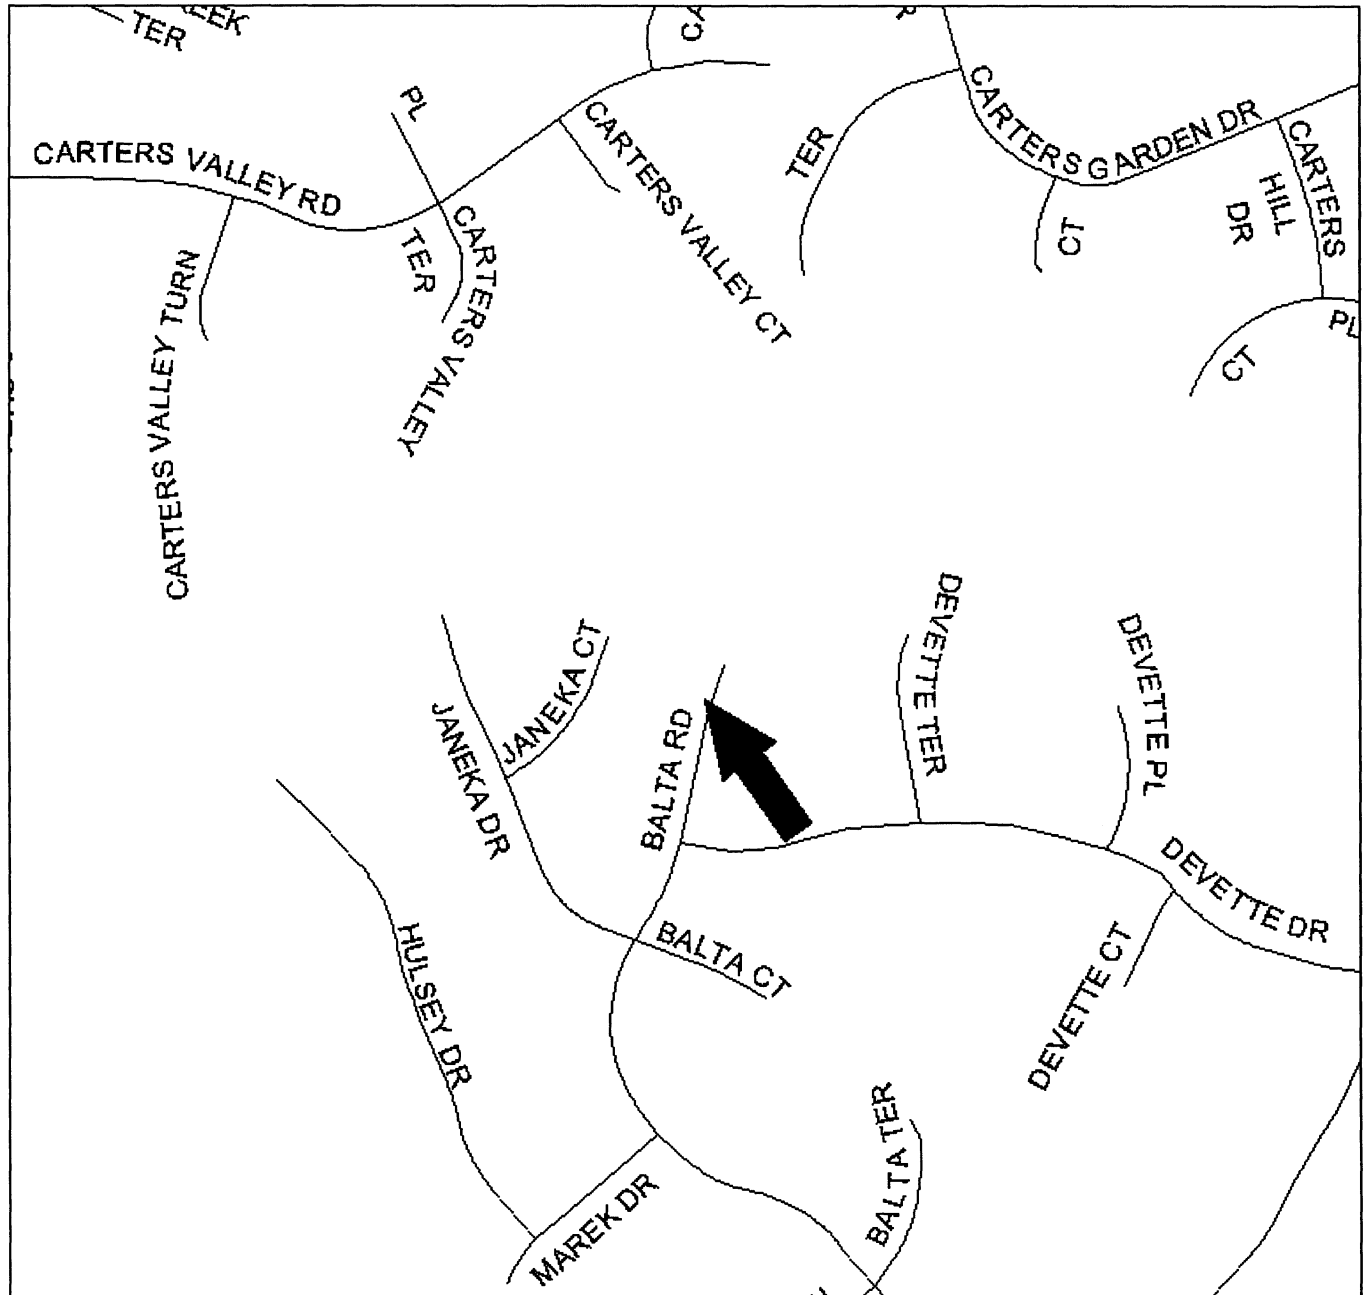 TER
CARTERS VALLEY RD
PL
CARTERS VALLEY CT
TER
CARTERS GARDEN DR
CARTERS
HILL
DR
CT
PL
CT
TER
CARTERS VALLEY
CARTERS VALLEY TURN
JANEKA CT
JANEKA DR
BALTA RD
DEVETTE TER
DEVETTE PL
DEVETTE DR
DEVETTE CT
BALTA CT
HULSEY DR
BALTA TER
MAREK DR